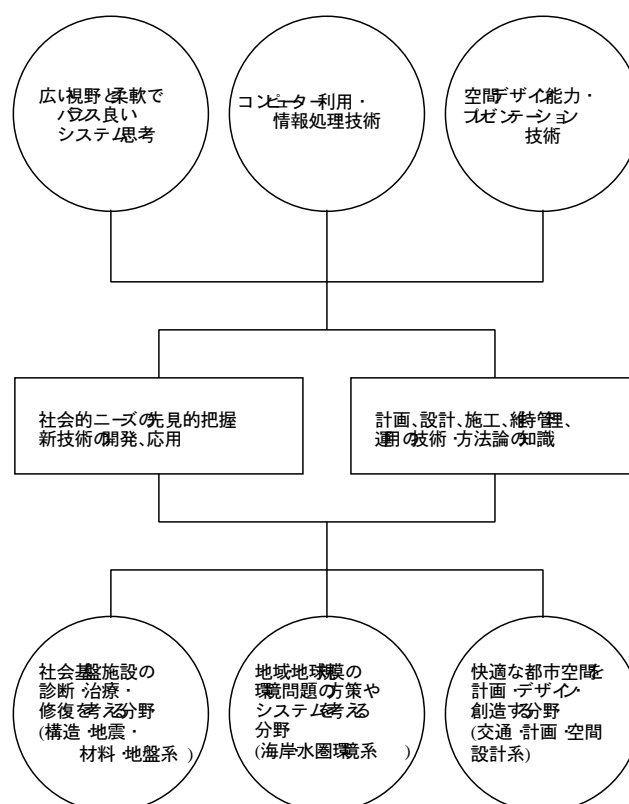 広い視野と柔軟で
バランス良い
システム思考
コンピューター利用・
情報処理技術
空間デザイン能力・
プレゼンテーション
技術
社会的ニーズの先見的把握
新技術の開発、応用
計画、設計、施工、維持管理、
運用の技術・方法論の知識
社会基盤施設の
診断・治療・
修復を考える分野
(構造・地震・
材料・地盤系)
地域・地球規模の
環境問題の方策や
システムを考える
分野
(海岸・水圏環境系)
快適な都市空間を
計画・デザイン・
創造する分野
(交通・計画・空間
設計系)